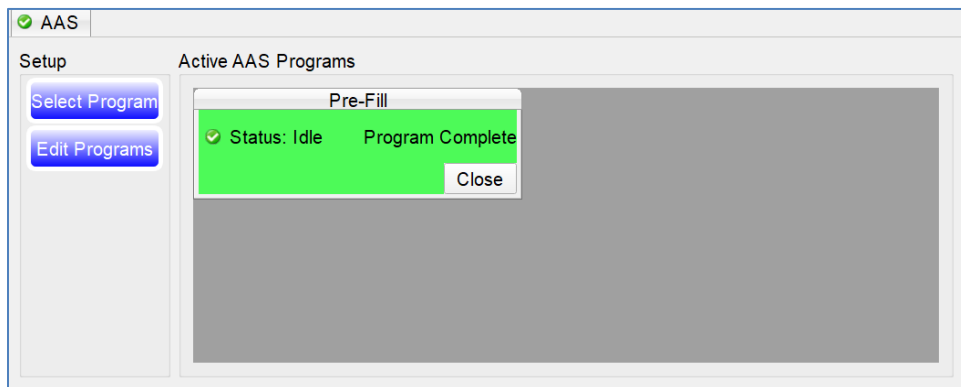 AAS
Setup
Active AAS Programs
Select Program
Edit Programs
Pre-Fill
Status: Idle Program Complete
Close